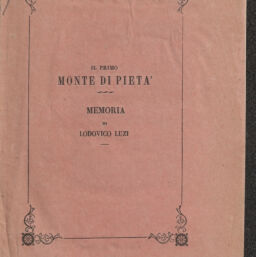 IL PRIMO
MONTE DI PIETA'
MEMORIA
DI
LODOVICO LUZI